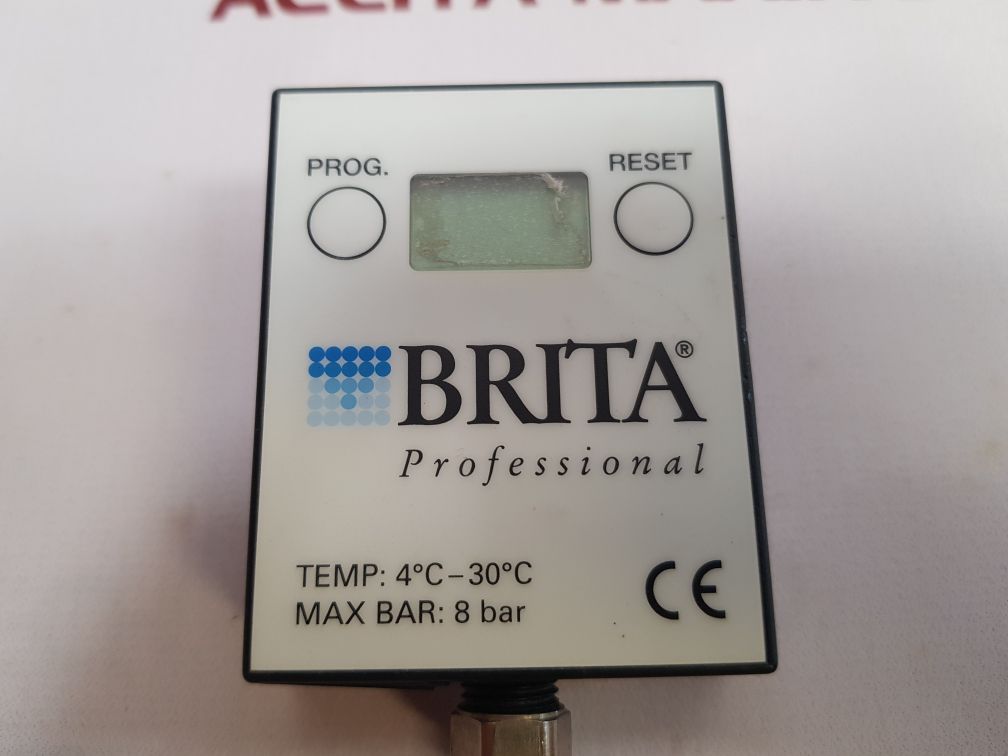 PROG.
RESET
BRITA®
Professional
TEMP: 4°C–30°C
MAX BAR: 8 bar
CE